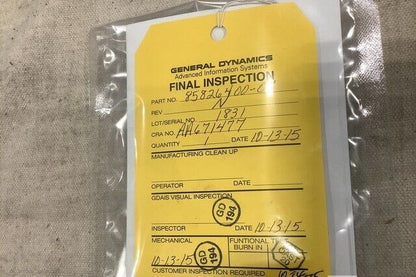 GENERAL DYNAMICS
Advanced Information Systems
FINAL INSPECTION
PART NO. 85826400-
REV N
LOT/SERIAL NO. 1831
CRA NO. AA671477
QUANTITY 1 DATE 10-13-15
MANUFACTURING CLEAN UP
OPERATOR DATE
GDAIS VISUAL INSPECTION
GD
194
INSPECTOR DATE 10-13-15
MECHANICAL FUNTIONAL
BURN IN
10-13-15 GD
194
CUSTOMER INSPECTION REQUIRED